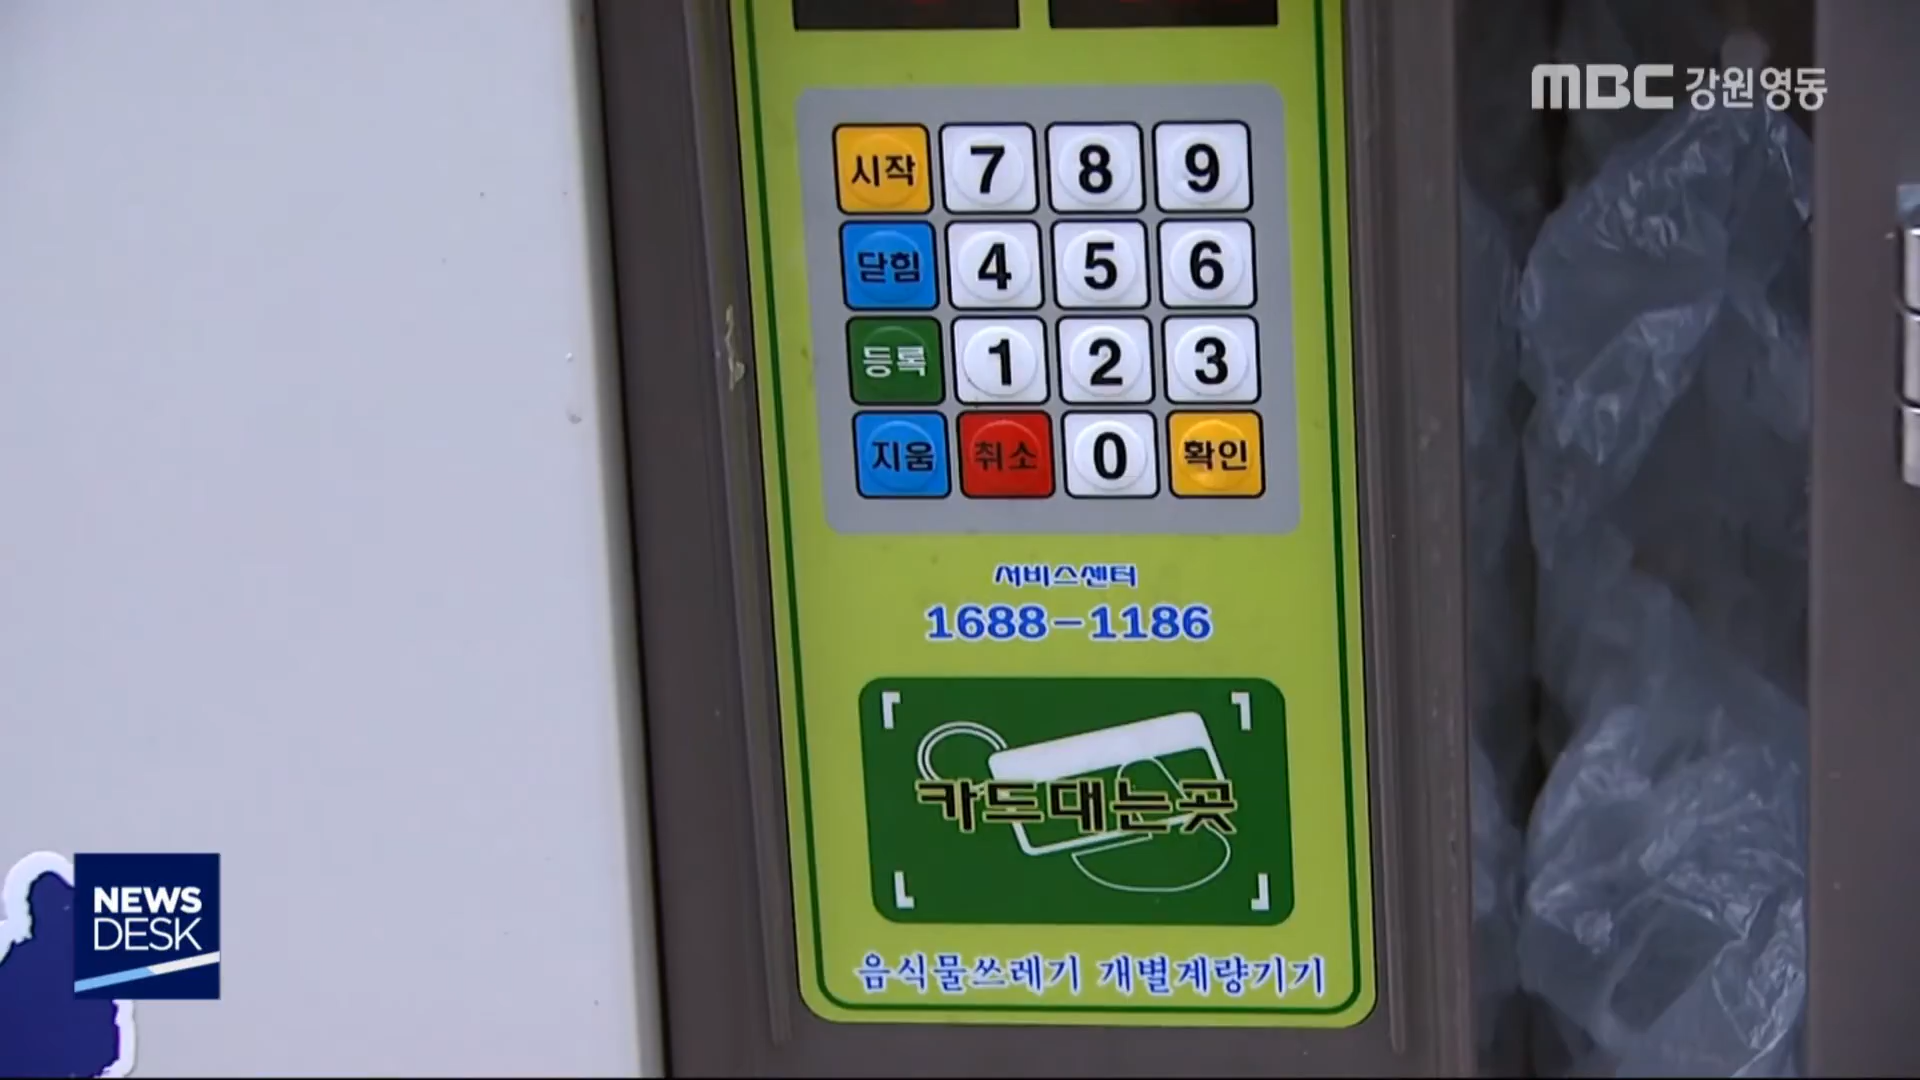 MBC 강원영동
시작 7 8 9
닫힘 4 5 6
등록 1 2 3
지움 취소 0 확인
서비스센터
1688-1186
카드대는곳
음식물쓰레기 개별계량기기
NEWS
DESK